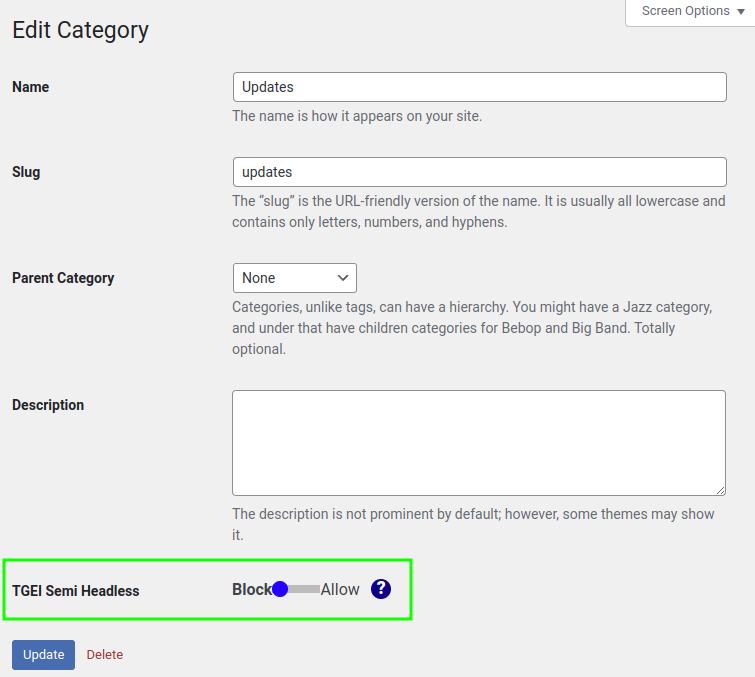 Screen Options ▼
Edit Category
Name
Updates
The name is how it appears on your site.
Slug
updates
The “slug” is the URL-friendly version of the name. It is usually all lowercase and
contains only letters, numbers, and hyphens.
Parent Category
None
Categories, unlike tags, can have a hierarchy. You might have a Jazz category,
and under that have children categories for Bebop and Big Band. Totally
optional.
Description
The description is not prominent by default; however, some themes may show
it.
TGEI Semi Headless
Block Allow ?
Update Delete